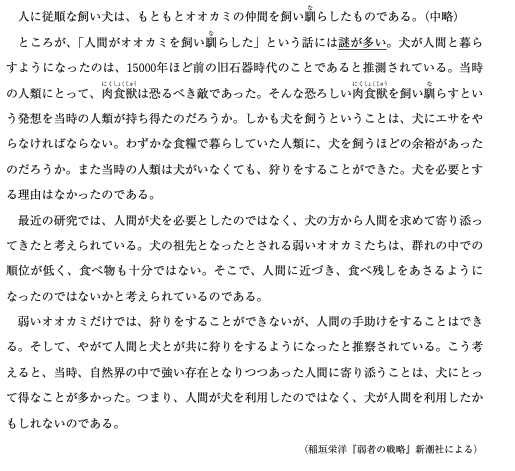 人に従順な飼い犬は、もともとオオカミの仲間を飼い馴らしたものである。(中略)
ところが、「人間がオオカミを飼い馴らした」という話には謎が多い。犬が人間と暮ら
すようになったのは、15000年ほど前の旧石器時代のことであると推測されている。当時
の人類にとって、肉食獣は恐るべき敵であった。そんな恐ろしい肉食獣を飼い馴らすとい
う発想を当時の人類が持ち得たのだろうか。しかも犬を飼うということは、犬にエサをや
らなければならない。わずかな食糧で暮らしていた人類に、犬を飼うほどの余裕があった
のだろうか。また当時の人類は犬がいなくても、狩りをすることができた。犬を必要とす
る理由はなかったのである。
最近の研究では、人間が犬を必要としたのではなく、犬の方から人間を求めて寄り添っ
てきたと考えられている。犬の祖先となったとされる弱いオオカミたちは、群れの中での
順位が低く、食べ物も十分ではない。そこで、人間に近づき、食べ残しをあさるように
なったのではないかと考えられているのである。
弱いオオカミだけでは、狩りをすることができないが、人間の手助けをすることはでき
る。そして、やがて人間と犬とが共に狩りをするようになったと推察されている。こう考
えると、当時、自然界の中で強い存在となりつつあった人間に寄り添うことは、犬にとっ
て得なことが多かった。つまり、人間が犬を利用したのではなく、犬が人間を利用したか
もしれないのである。
(稲垣栄洋『弱者の戦略』新潮社による)